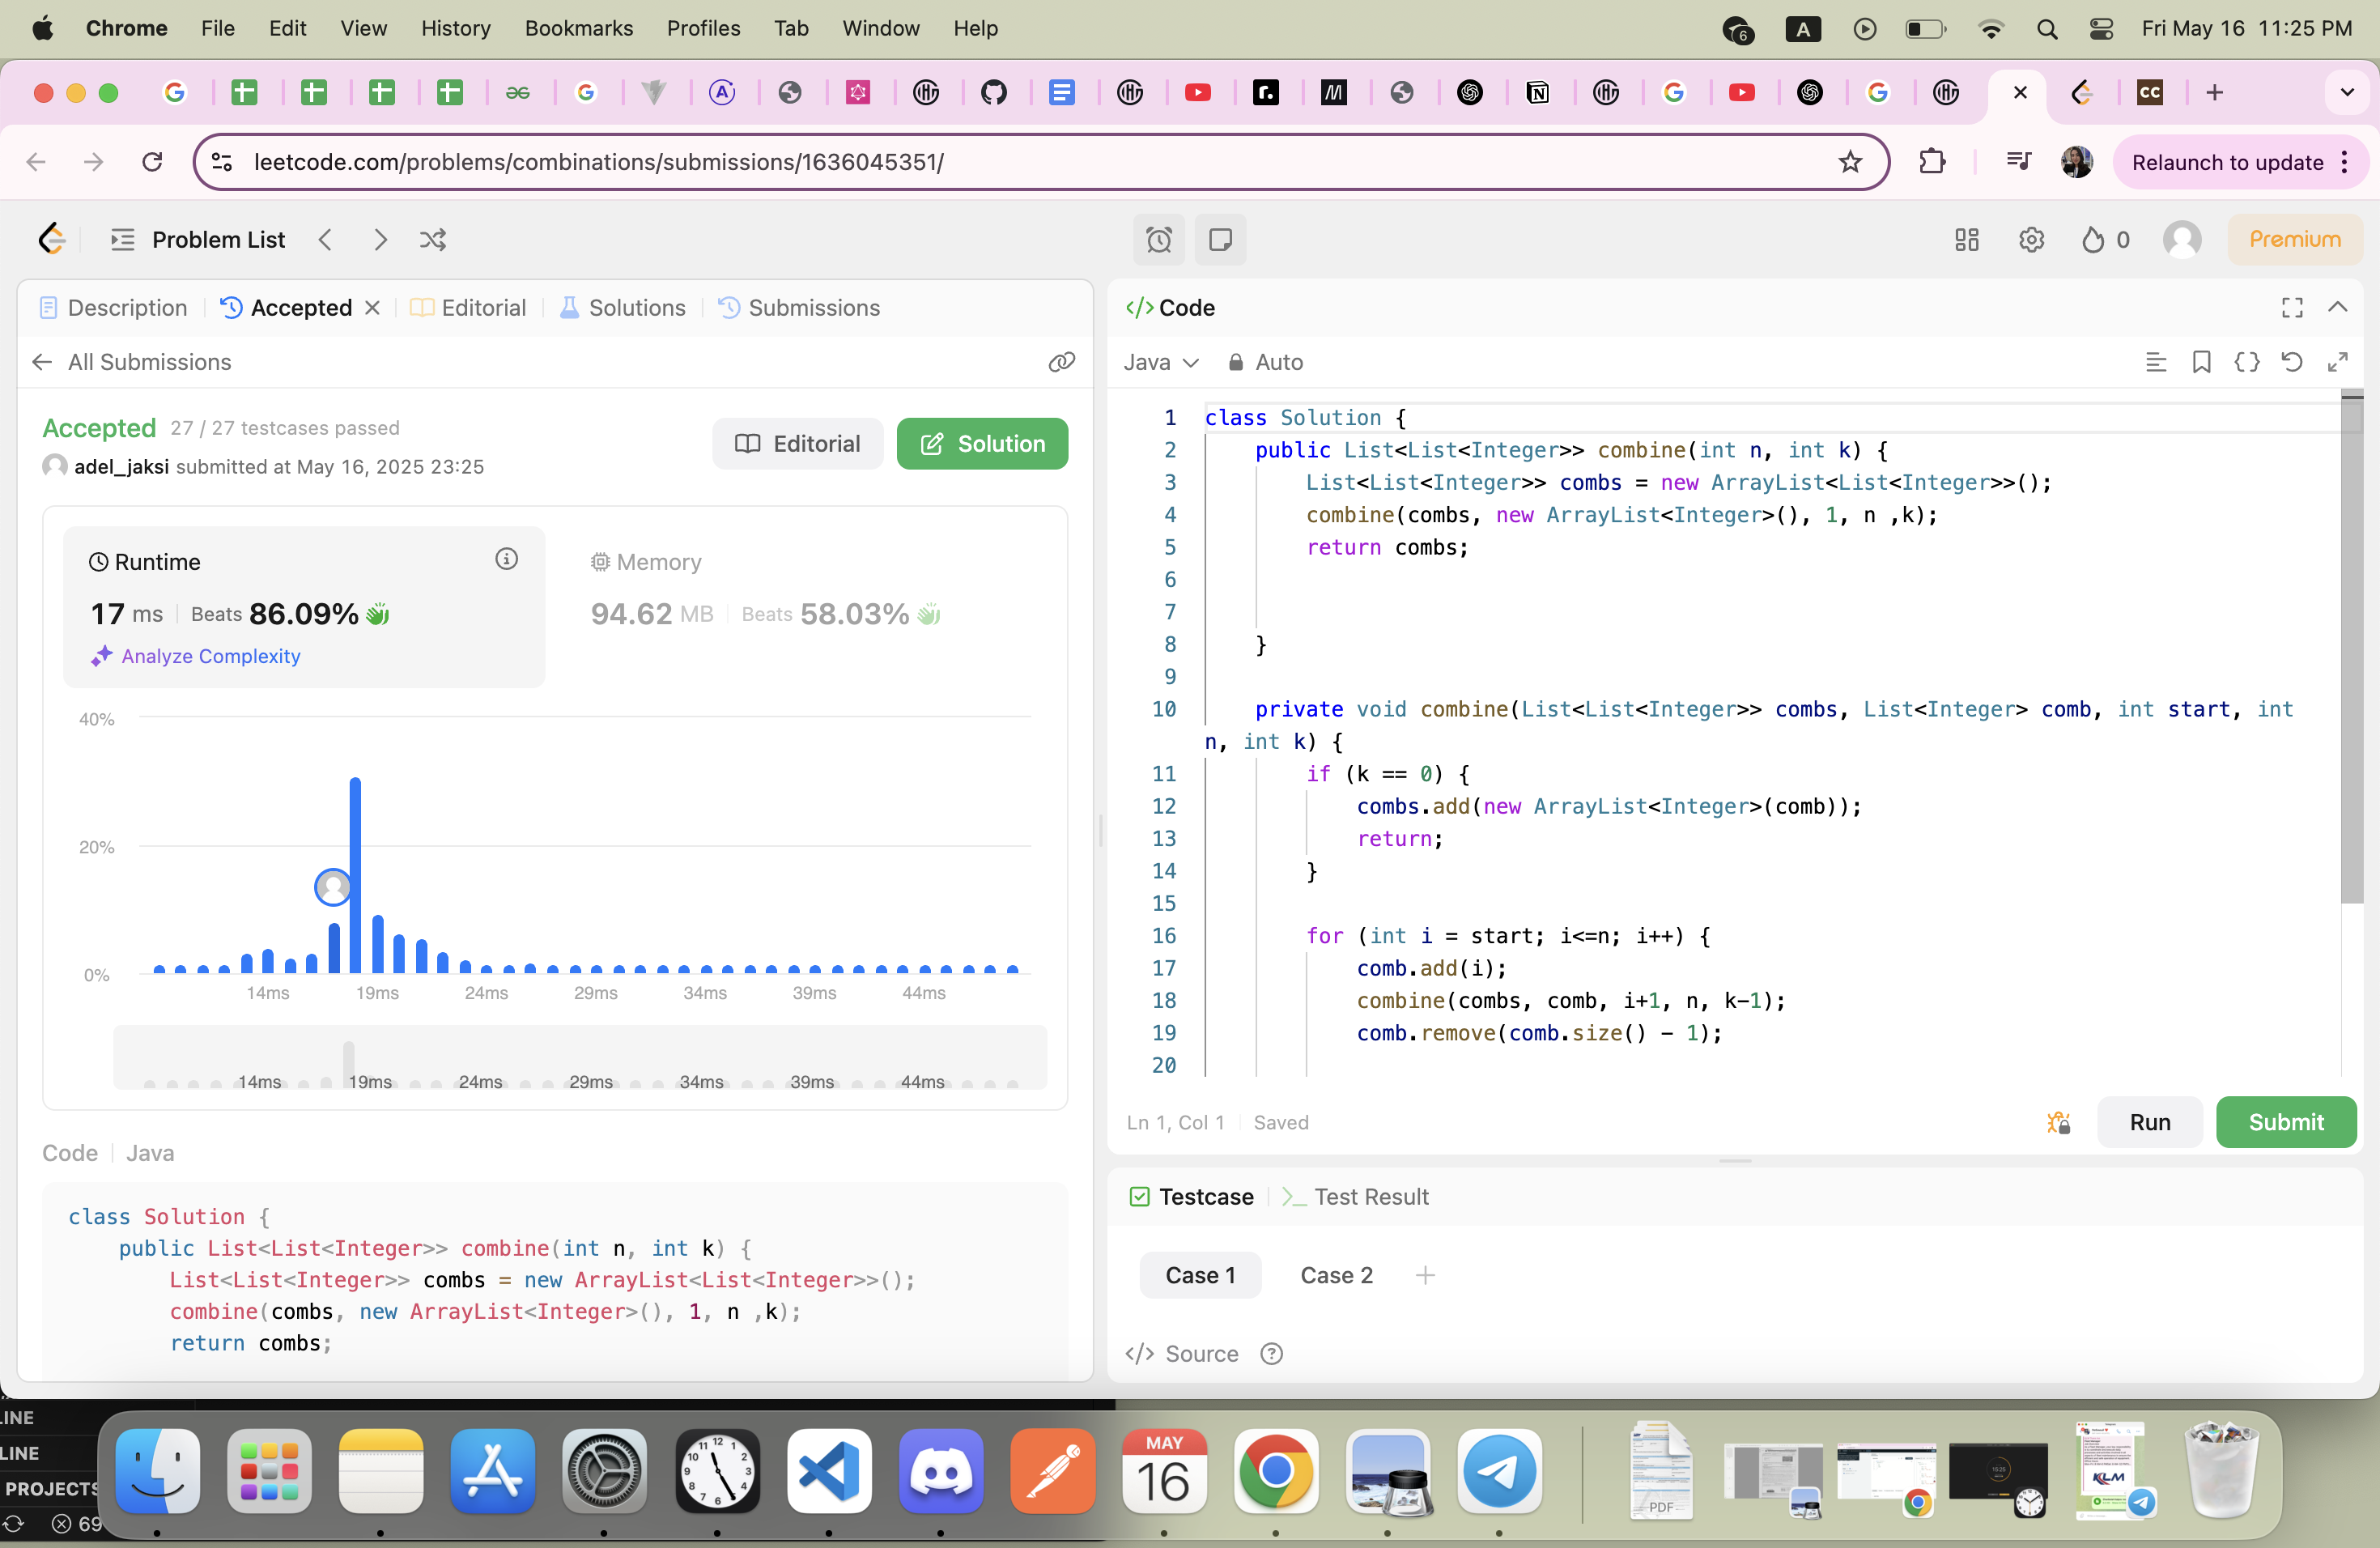 Chrome File Edit View History Bookmarks Profiles Tab Window Help 6 A Fri May 16 11:25 PM
leetcode.com/problems/combinations/submissions/1636045351/ Relaunch to update
Problem List 0 Premium
Description Accepted Editorial Solutions Submissions
All Submissions
Accepted 27 / 27 testcases passed
adel_jaksi submitted at May 16, 2025 23:25
Editorial Solution
Runtime
17 ms Beats 86.09%
Analyze Complexity
Memory
94.62 MB Beats 58.03%
40%
20%
0%
14ms 19ms 24ms 29ms 34ms 39ms 44ms
14ms 19ms 24ms 29ms 34ms 39ms 44ms
Code Java
class Solution {
public List<List<Integer>> combine(int n, int k) {
List<List<Integer>> combs = new ArrayList<List<Integer>>();
combine(combs, new ArrayList<Integer>(), 1, n ,k);
return combs;
</> Code
Java Auto
1 class Solution {
2 public List<List<Integer>> combine(int n, int k) {
3 List<List<Integer>> combs = new ArrayList<List<Integer>>();
4 combine(combs, new ArrayList<Integer>(), 1, n ,k);
5 return combs;
6
7
8 }
9
10 private void combine(List<List<Integer>> combs, List<Integer> comb, int start, int
n, int k) {
11 if (k == 0) {
12 combs.add(new ArrayList<Integer>(comb));
13 return;
14 }
15
16 for (int i = start; i<=n; i++) {
17 comb.add(i);
18 combine(combs, comb, i+1, n, k-1);
19 comb.remove(comb.size() - 1);
20
Ln 1, Col 1 Saved Run Submit
Testcase >_ Test Result
Case 1 Case 2 +
</> Source ?
LINE
LINE
PROJECTS
69
MAY
16
PDF
KLM